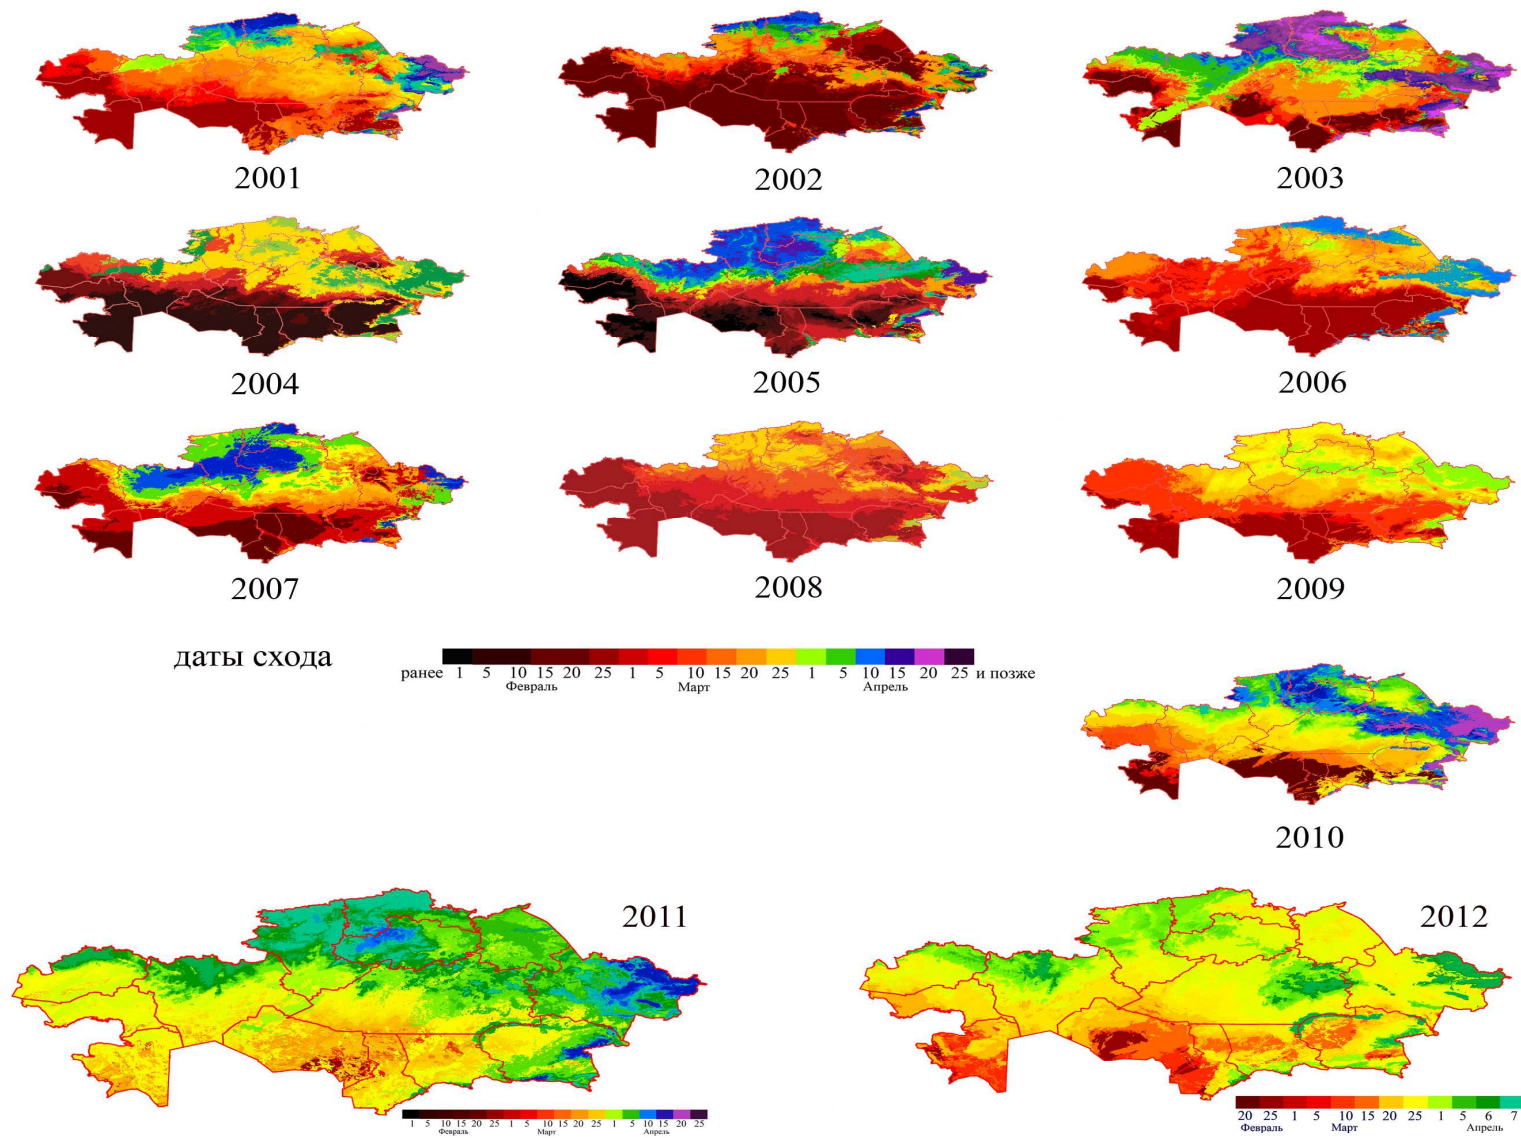 2001 2002 2003
2004 2005 2006
2007 2008 2009
даты схода
ранее 1 5 10 15 20 25 1 5 10 15 20 25 1 5 10 15 20 25 и позже
Февраль Март Апрель
2010
2011 2012
1 5 10 15 20 25 1 5 10 15 20 25 1 5 10 15 20 25
Февраль Март Апрель
20 25 1 5 10 15 20 25 1 5 6 7
Февраль Март Апрель